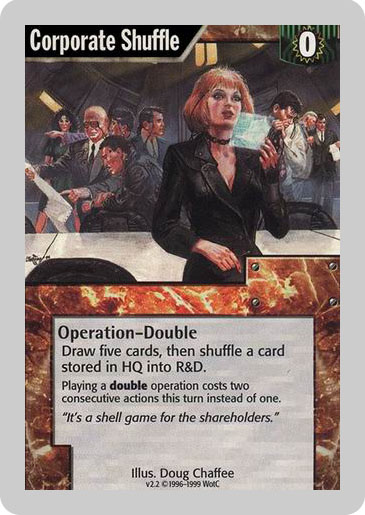 Corporate Shuffle
0
Operation–Double
Draw five cards, then shuffle a card
stored in HQ into R&D.
Playing a double operation costs two
consecutive actions this turn instead of one.
“It’s a shell game for the shareholders.”
Illus. Doug Chaffee
v2.2 ©1996–1999 WotC